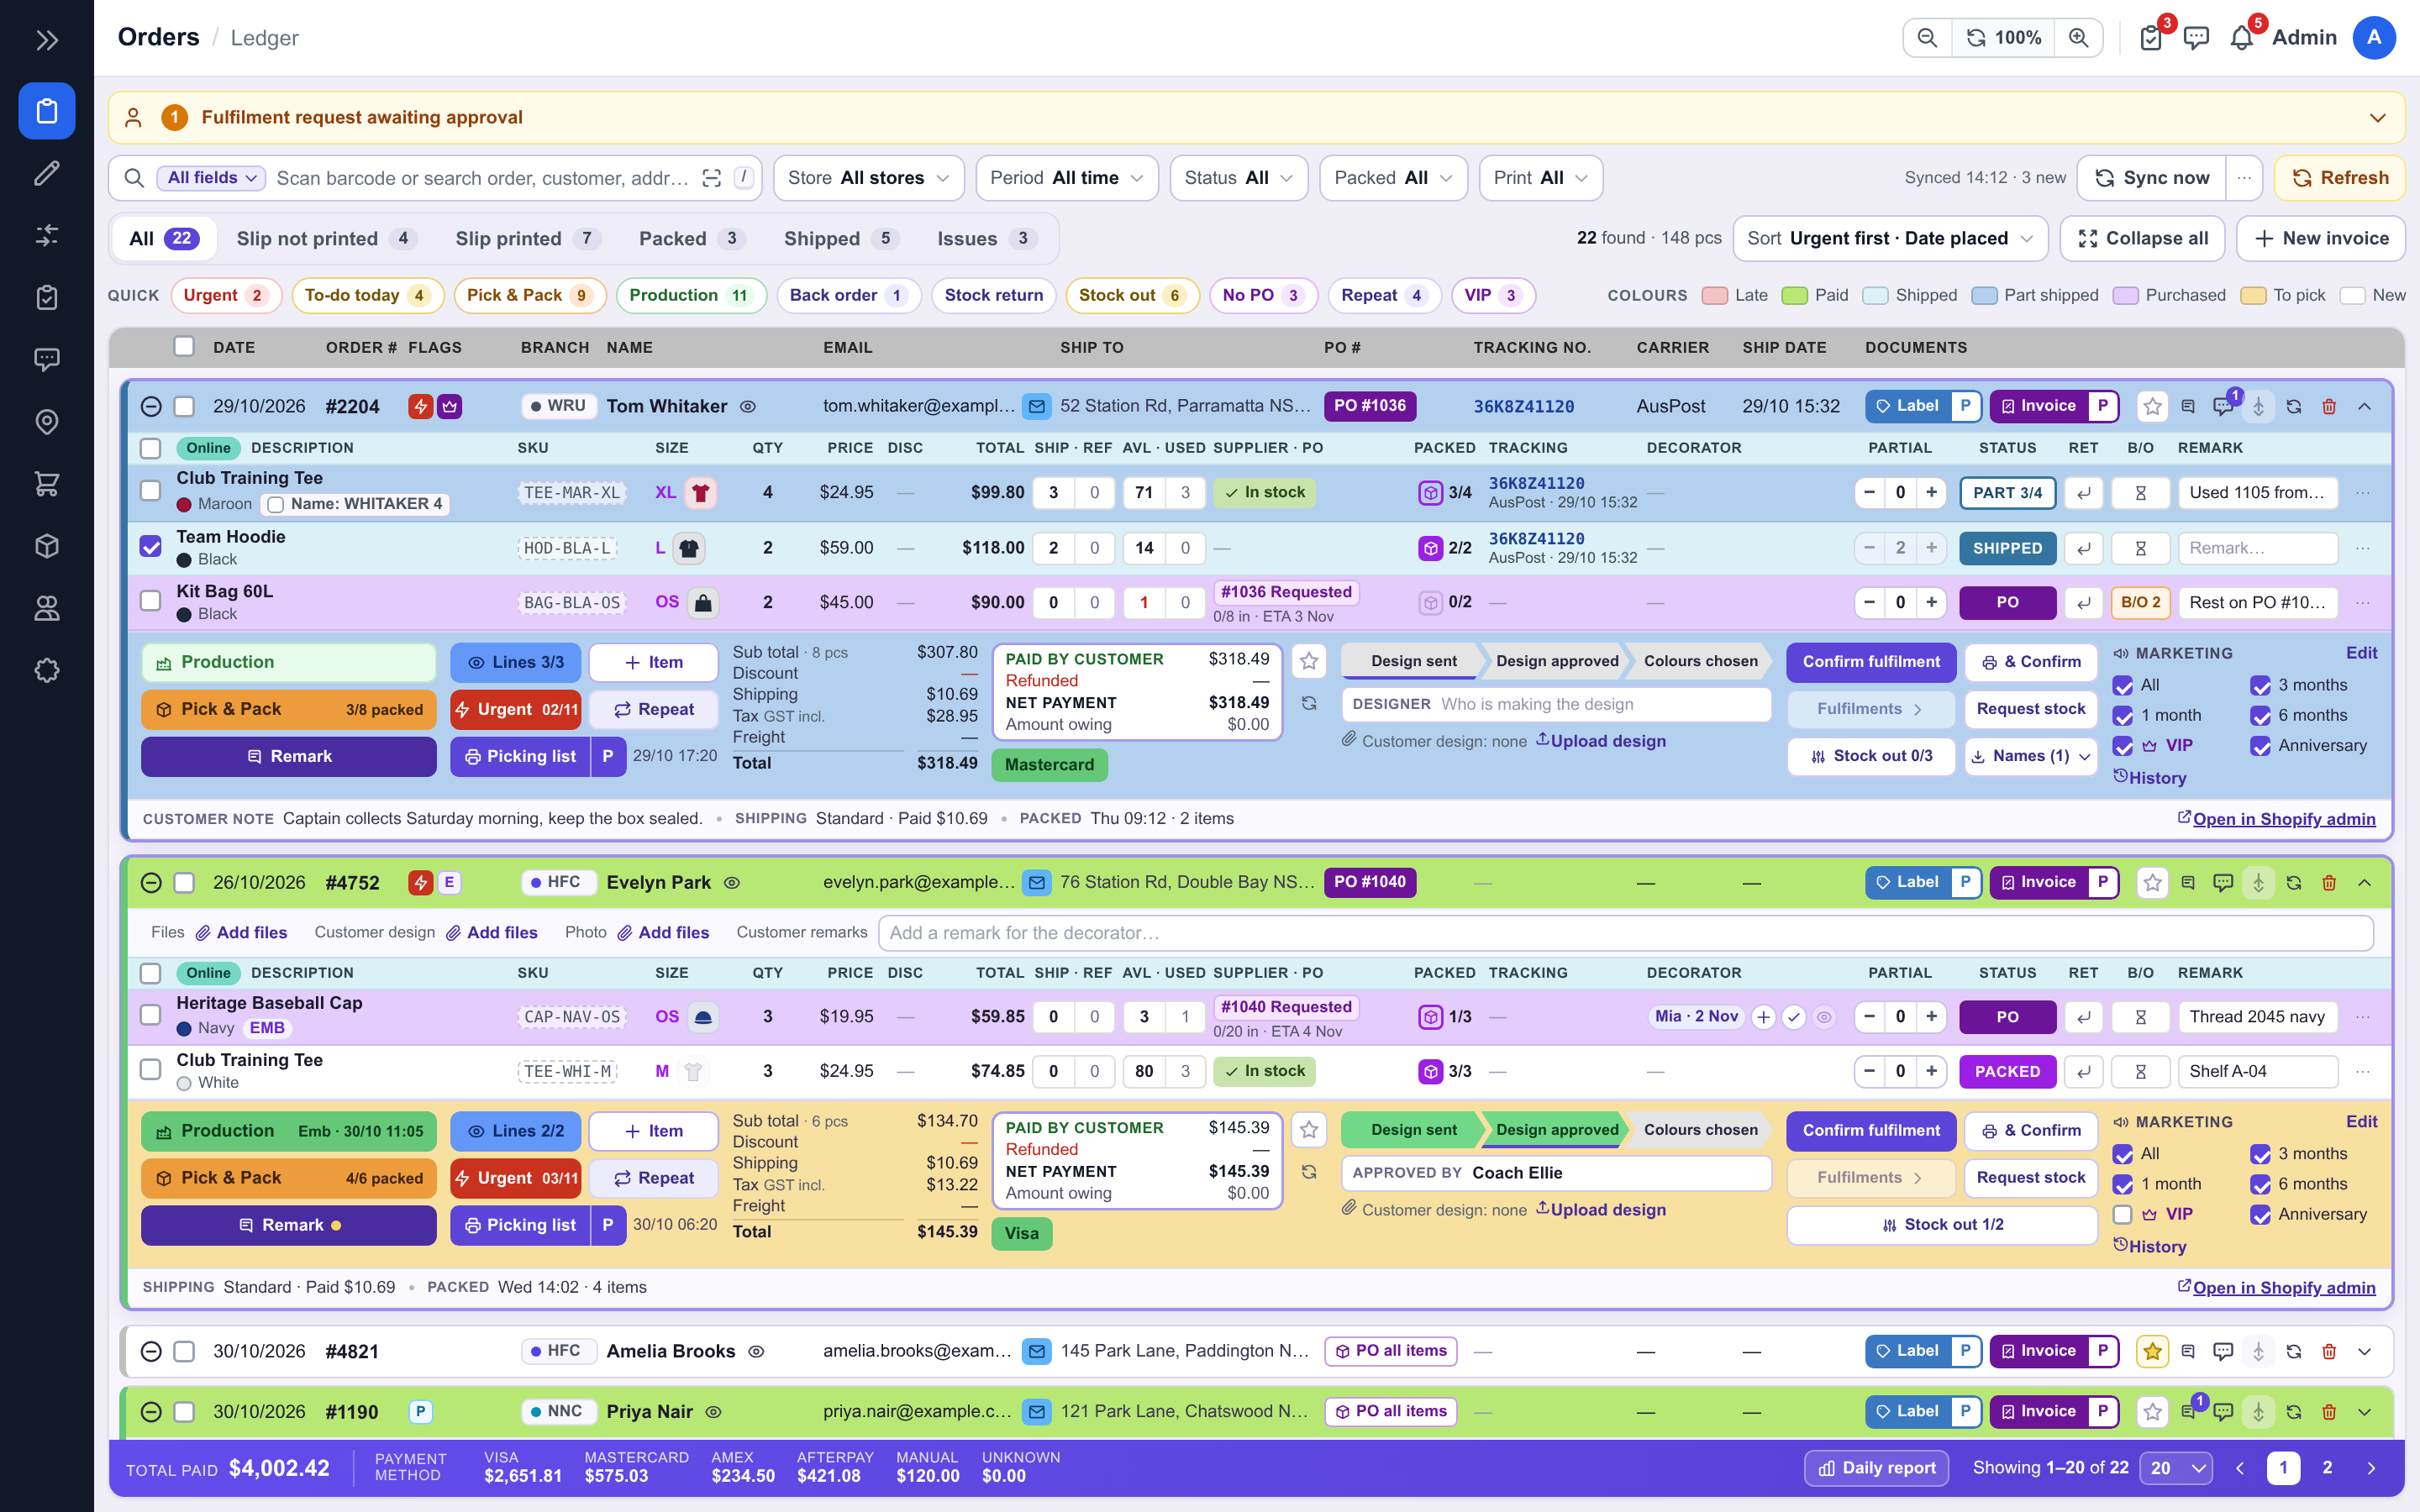 Orders / Ledger 100% 3 5 Admin A
1 Fulfilment request awaiting approval
All fields Scan barcode or search order, customer, addr… / Store All stores Period All time Status All Packed All Print All Synced 14:12 · 3 new Sync now ... Refresh
All 22 Slip not printed 4 Slip printed 7 Packed 3 Shipped 5 Issues 3 22 found · 148 pcs Sort Urgent first · Date placed Collapse all + New invoice
QUICK Urgent 2 To-do today 4 Pick & Pack 9 Production 11 Back order 1 Stock return Stock out 6 No PO 3 Repeat 4 VIP 3 COLOURS Late Paid Shipped Part shipped Purchased To pick New
DATE ORDER # FLAGS BRANCH NAME EMAIL SHIP TO PO # TRACKING NO. CARRIER SHIP DATE DOCUMENTS
29/10/2026 #2204 WRU Tom Whitaker tom.whitaker@exampl… 52 Station Rd, Parramatta NS… PO #1036 36K8Z41120 AusPost 29/10 15:32 Label P Invoice P 1
Online DESCRIPTION SKU SIZE QTY PRICE DISC TOTAL SHIP · REF AVL · USED SUPPLIER · PO PACKED TRACKING DECORATOR PARTIAL STATUS RET B/O REMARK
Club Training Tee
Maroon Name: WHITAKER 4 TEE-MAR-XL XL 4 $24.95 — $99.80 3 0 71 3 In stock 3/4 36K8Z41120 AusPost · 29/10 15:32 — − 0 + PART 3/4 Used 1105 from… ...
Team Hoodie
Black HOD-BLA-L L 2 $59.00 — $118.00 2 0 14 0 — 2/2 36K8Z41120 AusPost · 29/10 15:32 — − 2 + SHIPPED Remark… ...
Kit Bag 60L
Black BAG-BLA-OS OS 2 $45.00 — $90.00 0 0 1 0 #1036 Requested 0/8 in · ETA 3 Nov 0/2 — — − 0 + PO B/O 2 Rest on PO #10… ...
Production Lines 3/3 + Item
Pick & Pack 3/8 packed Urgent 02/11 Repeat
Remark Picking list P 29/10 17:20
Sub total · 8 pcs $307.80
Discount —
Shipping $10.69
Tax GST incl. $28.95
Freight —
Total $318.49
PAID BY CUSTOMER $318.49
Refunded —
NET PAYMENT $318.49
Amount owing $0.00
Mastercard
Design sent Design approved Colours chosen
DESIGNER Who is making the design
Customer design: none Upload design
Confirm fulfilment & Confirm
Fulfilments Request stock
Stock out 0/3 Names (1)
MARKETING Edit
All 3 months
1 month 6 months
VIP Anniversary
History
CUSTOMER NOTE Captain collects Saturday morning, keep the box sealed. • SHIPPING Standard · Paid $10.69 • PACKED Thu 09:12 · 2 items Open in Shopify admin
26/10/2026 #4752 E HFC Evelyn Park evelyn.park@example… 76 Station Rd, Double Bay NS… PO #1040 — — — Label P Invoice P
Files Add files Customer design Add files Photo Add files Customer remarks Add a remark for the decorator…
Online DESCRIPTION SKU SIZE QTY PRICE DISC TOTAL SHIP · REF AVL · USED SUPPLIER · PO PACKED TRACKING DECORATOR PARTIAL STATUS RET B/O REMARK
Heritage Baseball Cap
Navy EMB CAP-NAV-OS OS 3 $19.95 — $59.85 0 0 3 1 #1040 Requested 0/20 in · ETA 4 Nov 1/3 — Mia · 2 Nov + − 0 + PO Thread 2045 navy ...
Club Training Tee
White TEE-WHI-M M 3 $24.95 — $74.85 0 0 80 3 In stock 3/3 — — − 0 + PACKED Shelf A-04 ...
Production Emb · 30/10 11:05 Lines 2/2 + Item
Pick & Pack 4/6 packed Urgent 03/11 Repeat
Remark Picking list P 30/10 06:20
Sub total · 6 pcs $134.70
Discount —
Shipping $10.69
Tax GST incl. $13.22
Freight —
Total $145.39
PAID BY CUSTOMER $145.39
Refunded —
NET PAYMENT $145.39
Amount owing $0.00
Visa
Design sent Design approved Colours chosen
APPROVED BY Coach Ellie
Customer design: none Upload design
Confirm fulfilment & Confirm
Fulfilments Request stock
Stock out 1/2
MARKETING Edit
All 3 months
1 month 6 months
VIP Anniversary
History
SHIPPING Standard · Paid $10.69 • PACKED Wed 14:02 · 4 items Open in Shopify admin
30/10/2026 #4821 HFC Amelia Brooks amelia.brooks@exam… 145 Park Lane, Paddington N… PO all items — — — Label P Invoice P
30/10/2026 #1190 P NNC Priya Nair priya.nair@example.c… 121 Park Lane, Chatswood N… PO all items — — — Label P Invoice P 1
TOTAL PAID $4,002.42 PAYMENT METHOD VISA $2,651.81 MASTERCARD $575.03 AMEX $234.50 AFTERPAY $421.08 MANUAL $120.00 UNKNOWN $0.00 Daily report Showing 1–20 of 22 20 1 2